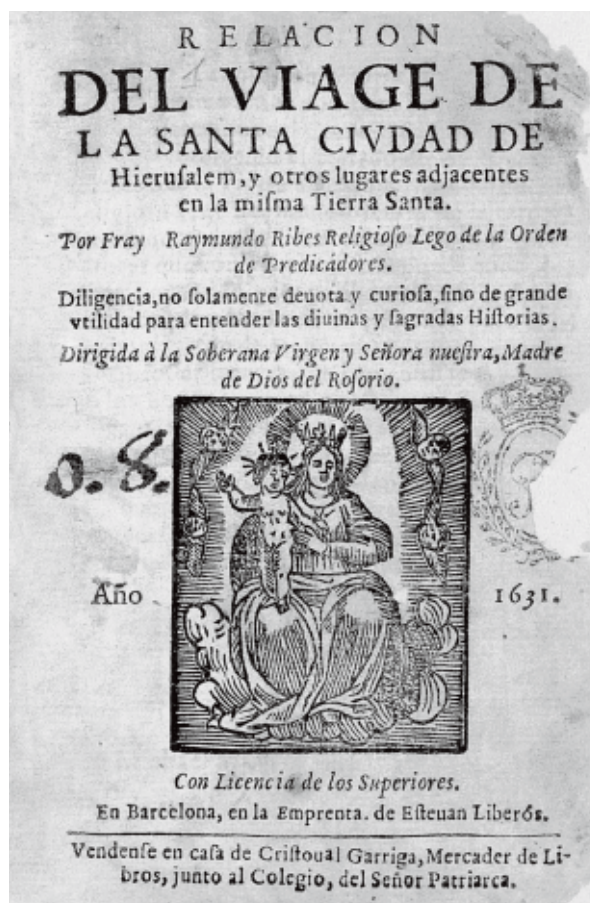 RELACION
DEL VIAGE DE
LA SANTA CIVDAD DE
Hieruſalem, y otros lugares adjacentes
en la miſma Tierra Santa.
Por Fray Raymundo Ribes Religioſo Lego de la Orden
de Predicadores.
Diligencia, no ſolamente deuota y curioſa, ſino de grande
vtilidad para entender las diuinas y ſagradas Hiſtorias.
Dirigida à la Soberana Virgen y Señora nueſtra, Madre
de Dios del Roſorio.
o. 8.
Año 1631.
Con Licencia de los Superiores.
En Barcelona, en la Emprenta. de Eſteuan Liberós.
Vendenſe en caſa de Criſtoual Garriga, Mercader de Li-
bros, junto al Colegio, del Señor Patriarca.